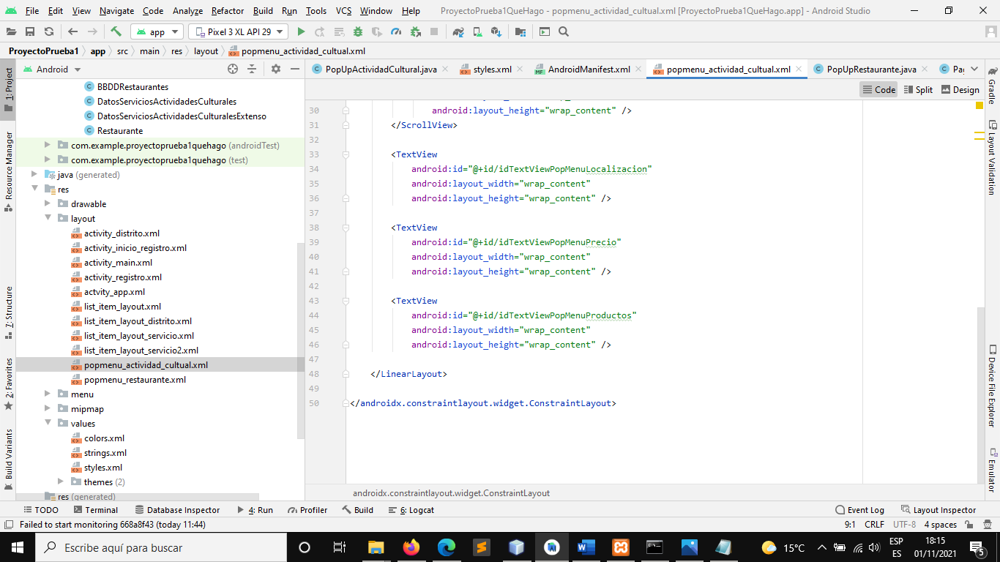 File Edit View Navigate Code Analyze Refactor Build Run Tools VCS Window Help ProyectoPrueba1QueHago - popmenu_actividad_cultual.xml [ProyectoPrueba1QueHago.app] - Android Studio
app Pixel 3 XL API 29
ProyectoPrueba1 app src main res layout popmenu_actividad_cultual.xml
Android
PopUpActividadCultural.java styles.xml AndroidManifest.xml popmenu_actividad_cultual.xml PopUpRestaurante.java
Code Split Design
1: Project
Resource Manager
7: Structure
2: Favorites
Build Variants
BBDDRestaurantes
DatosServiciosActividadesCulturales
DatosServiciosActividadesCulturalesExtenso
Restaurante
com.example.proyectoprueba1quehago (androidTest)
com.example.proyectoprueba1quehago (test)
java (generated)
res
drawable
layout
activity_distrito.xml
activity_inicio_registro.xml
activity_main.xml
activity_registro.xml
actvity_app.xml
list_item_layout.xml
list_item_layout_distrito.xml
list_item_layout_servicio.xml
list_item_layout_servicio2.xml
popmenu_actividad_cultual.xml
popmenu_restaurante.xml
menu
mipmap
values
colors.xml
strings.xml
styles.xml
themes (2)
res (generated)
30 android:layout_height="wrap_content" />
31 </ScrollView>
32
33 <TextView
34 android:id="@+id/idTextViewPopMenuLocalizacion"
35 android:layout_width="wrap_content"
36 android:layout_height="wrap_content" />
37
38 <TextView
39 android:id="@+id/idTextViewPopMenuPrecio"
40 android:layout_width="wrap_content"
41 android:layout_height="wrap_content" />
42
43 <TextView
44 android:id="@+id/idTextViewPopMenuProductos"
45 android:layout_width="wrap_content"
46 android:layout_height="wrap_content" />
47
48 </LinearLayout>
49
50 </androidx.constraintlayout.widget.ConstraintLayout>
androidx.constraintlayout.widget.ConstraintLayout
Gradle
Layout Validation
Device File Explorer
Emulator
TODO Terminal Database Inspector 4: Run Profiler Build 6: Logcat Event Log Layout Inspector
Failed to start monitoring 668a8f43 (today 11:44) 9:1 CRLF UTF-8 4 spaces
Escribe aquí para buscar
15°C
ESP
ES
18:15
01/11/2021
5